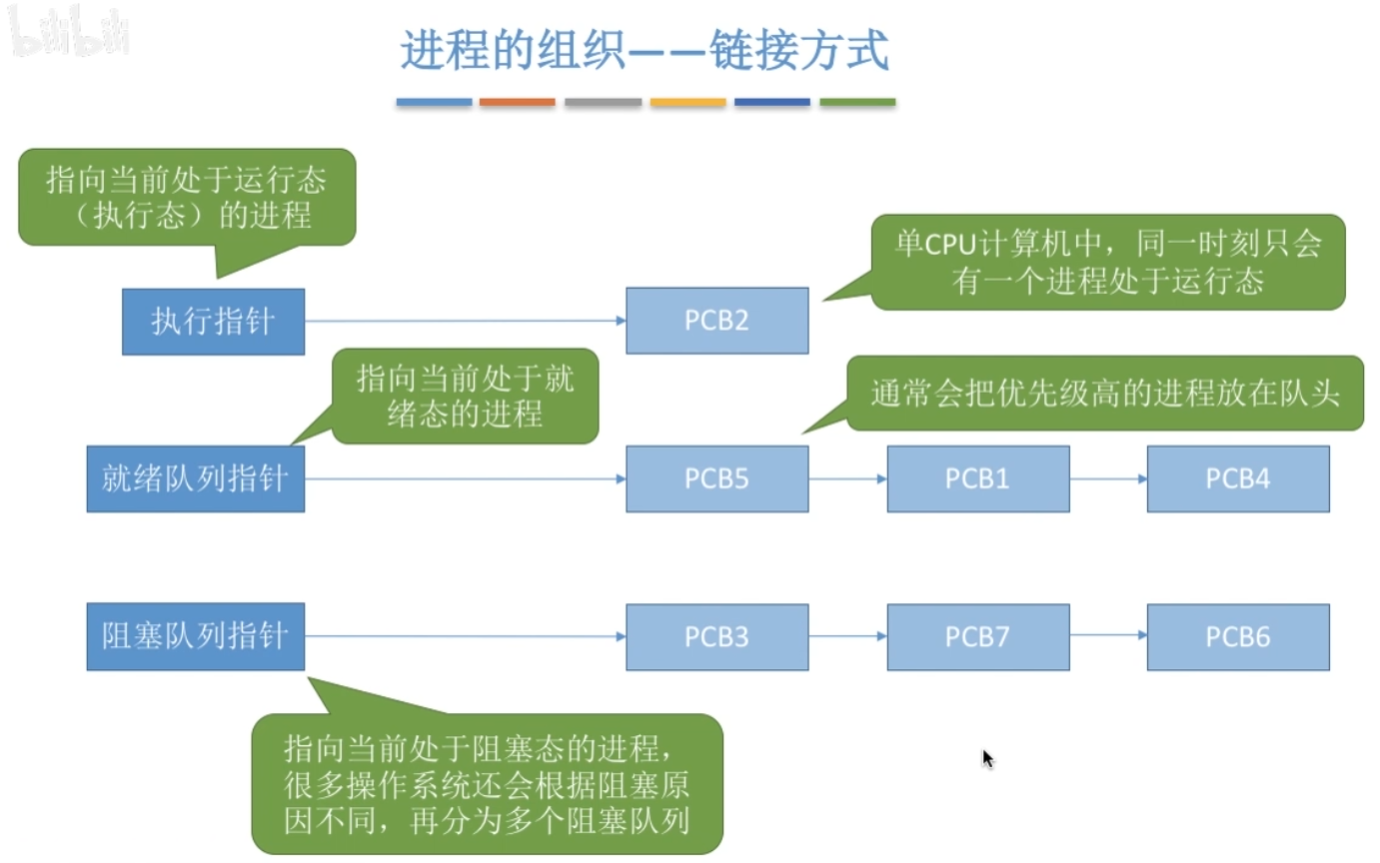 bilibili
进程的组织——链接方式
指向当前处于运行态
（执行态）的进程
单CPU计算机中，同一时刻只会
有一个进程处于运行态
执行指针
PCB2
指向当前处于就
绪态的进程
通常会把优先级高的进程放在队头
就绪队列指针
PCB5
PCB1
PCB4
阻塞队列指针
PCB3
PCB7
PCB6
指向当前处于阻塞态的进程，
很多操作系统还会根据阻塞原
因不同，再分为多个阻塞队列